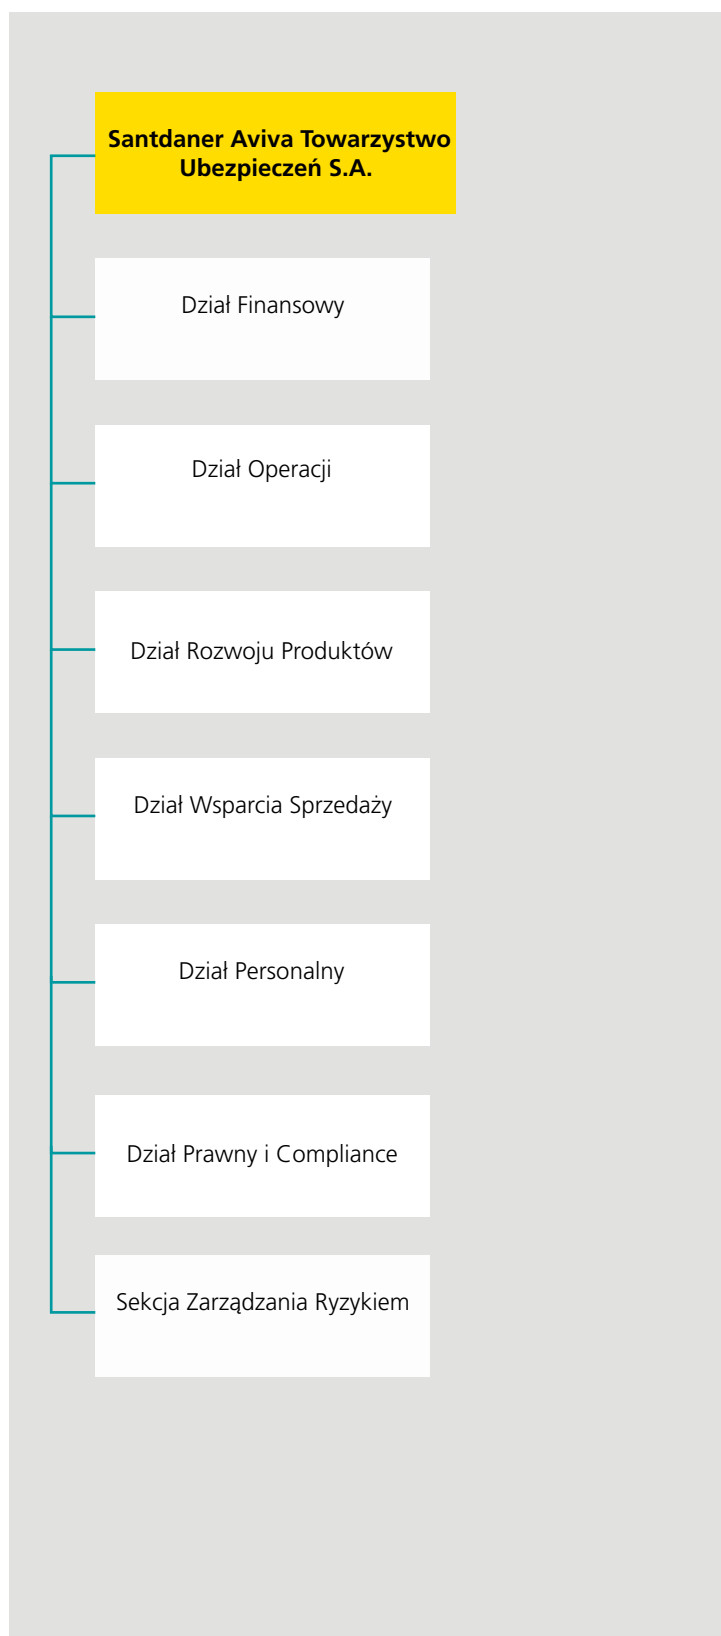 Santdaner Aviva Towarzystwo
Ubezpieczeń S.A.
Dział Finansowy
Dział Operacji
Dział Rozwoju Produktów
Dział Wsparcia Sprzedaży
Dział Personalny
Dział Prawny i Compliance
Sekcja Zarządzania Ryzykiem